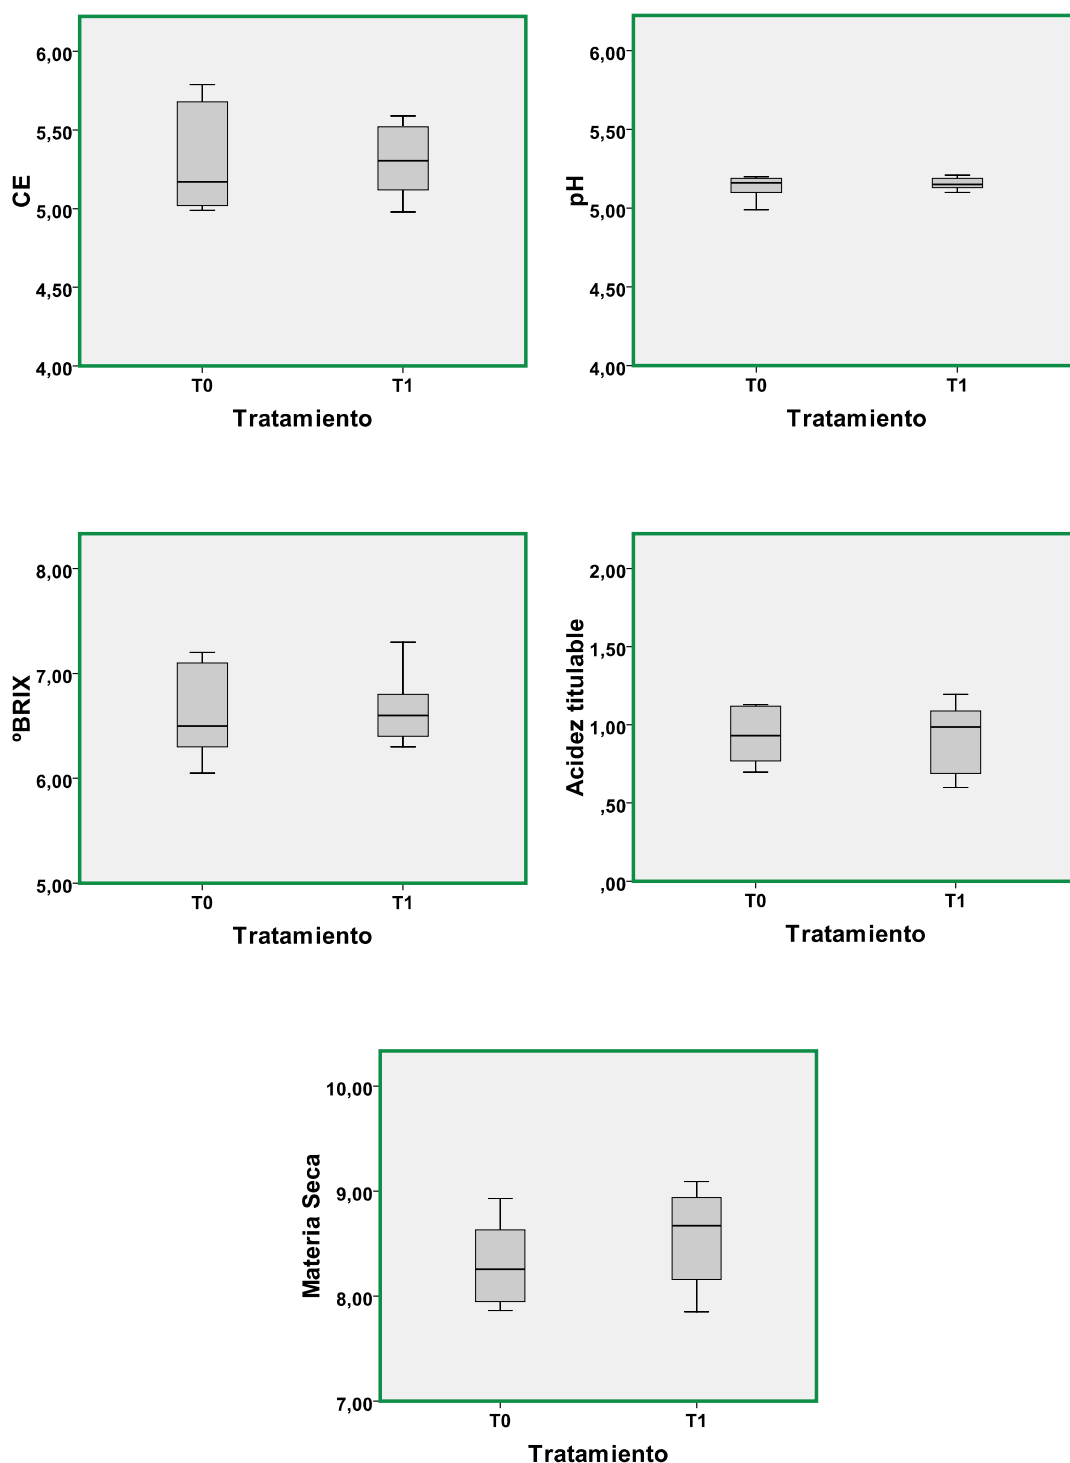 6,00
5,50
5,00
4,50
4,00
CE
T0 T1
Tratamiento
6,00
5,50
5,00
4,50
4,00
pH
T0 T1
Tratamiento
8,00
7,00
6,00
5,00
ºBRIX
T0 T1
Tratamiento
2,00
1,50
1,00
,50
,00
Acidez titulable
T0 T1
Tratamiento
10,00
9,00
8,00
7,00
Materia Seca
T0 T1
Tratamiento